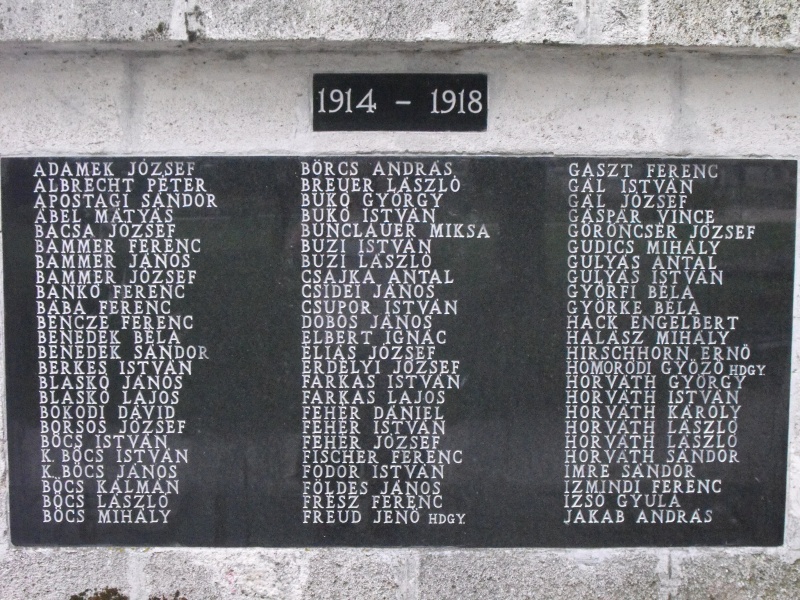 1914 - 1918
ADAMEK JÓZSEF
ALBRECHT PÉTER
APOSTAGI SÁNDOR
ÁBEL MÁTYÁS
BACSA JÓZSEF
BAMMER FERENC
BAMMER JÁNOS
BAMMER JÓZSEF
BANKÓ FERENC
BÁBA FERENC
BENCZE FERENC
BENEDEK BÉLA
BENEDEK SÁNDOR
BERKES ISTVÁN
BLASKÓ JÁNOS
BLASKÓ LAJOS
BOKODI DÁVID
BORSOS JÓZSEF
BÖCS ISTVÁN
K. BÖCS ISTVÁN
K. BÖCS JÁNOS
BÖCS KÁLMÁN
BÖCS LÁSZLÓ
BÖCS MIHÁLY
BÖRCS ANDRÁS
BREUER LÁSZLÓ
BUKÓ GYÖRGY
BUKÓ ISTVÁN
BUNCLAUER MIKSA
BUZI ISTVÁN
BUZI LÁSZLÓ
CSAJKA ANTAL
CSIDEI JÁNOS
CSUPOR ISTVÁN
DOBOS JÁNOS
ELBERT IGNÁC
ÉLIÁS JÓZSEF
ERDÉLYI JÓZSEF
FARKAS ISTVÁN
FARKAS LAJOS
FEHÉR DÁNIEL
FEHÉR ISTVÁN
FEHÉR JÓZSEF
FISCHER FERENC
FODOR ISTVÁN
FÖLDES JÁNOS
FRÉSZ FERENC
FREUD JENŐ HDGY.
GASZT FERENC
GÁL ISTVÁN
GÁL JÓZSEF
GÁSPÁR VINCE
GÖRÖNCSÉR JÓZSEF
GUDICS MIHÁLY
GULYÁS ANTAL
GULYÁS ISTVÁN
GYŐRFI BÉLA
GYÖRKE BÉLA
HACK ENGELBERT
HALÁSZ MIHÁLY
HIRSCHHORN ERNŐ
HOMORÓDI GYŐZŐ HDGY
HORVÁTH GYÖRGY
HORVÁTH ISTVÁN
HORVÁTH KÁROLY
HORVÁTH LÁSZLÓ
HORVÁTH LÁSZLÓ
HORVÁTH SÁNDOR
IMRE SÁNDOR
IZMINDI FERENC
IZSÓ GYULA
JAKAB ANDRÁS